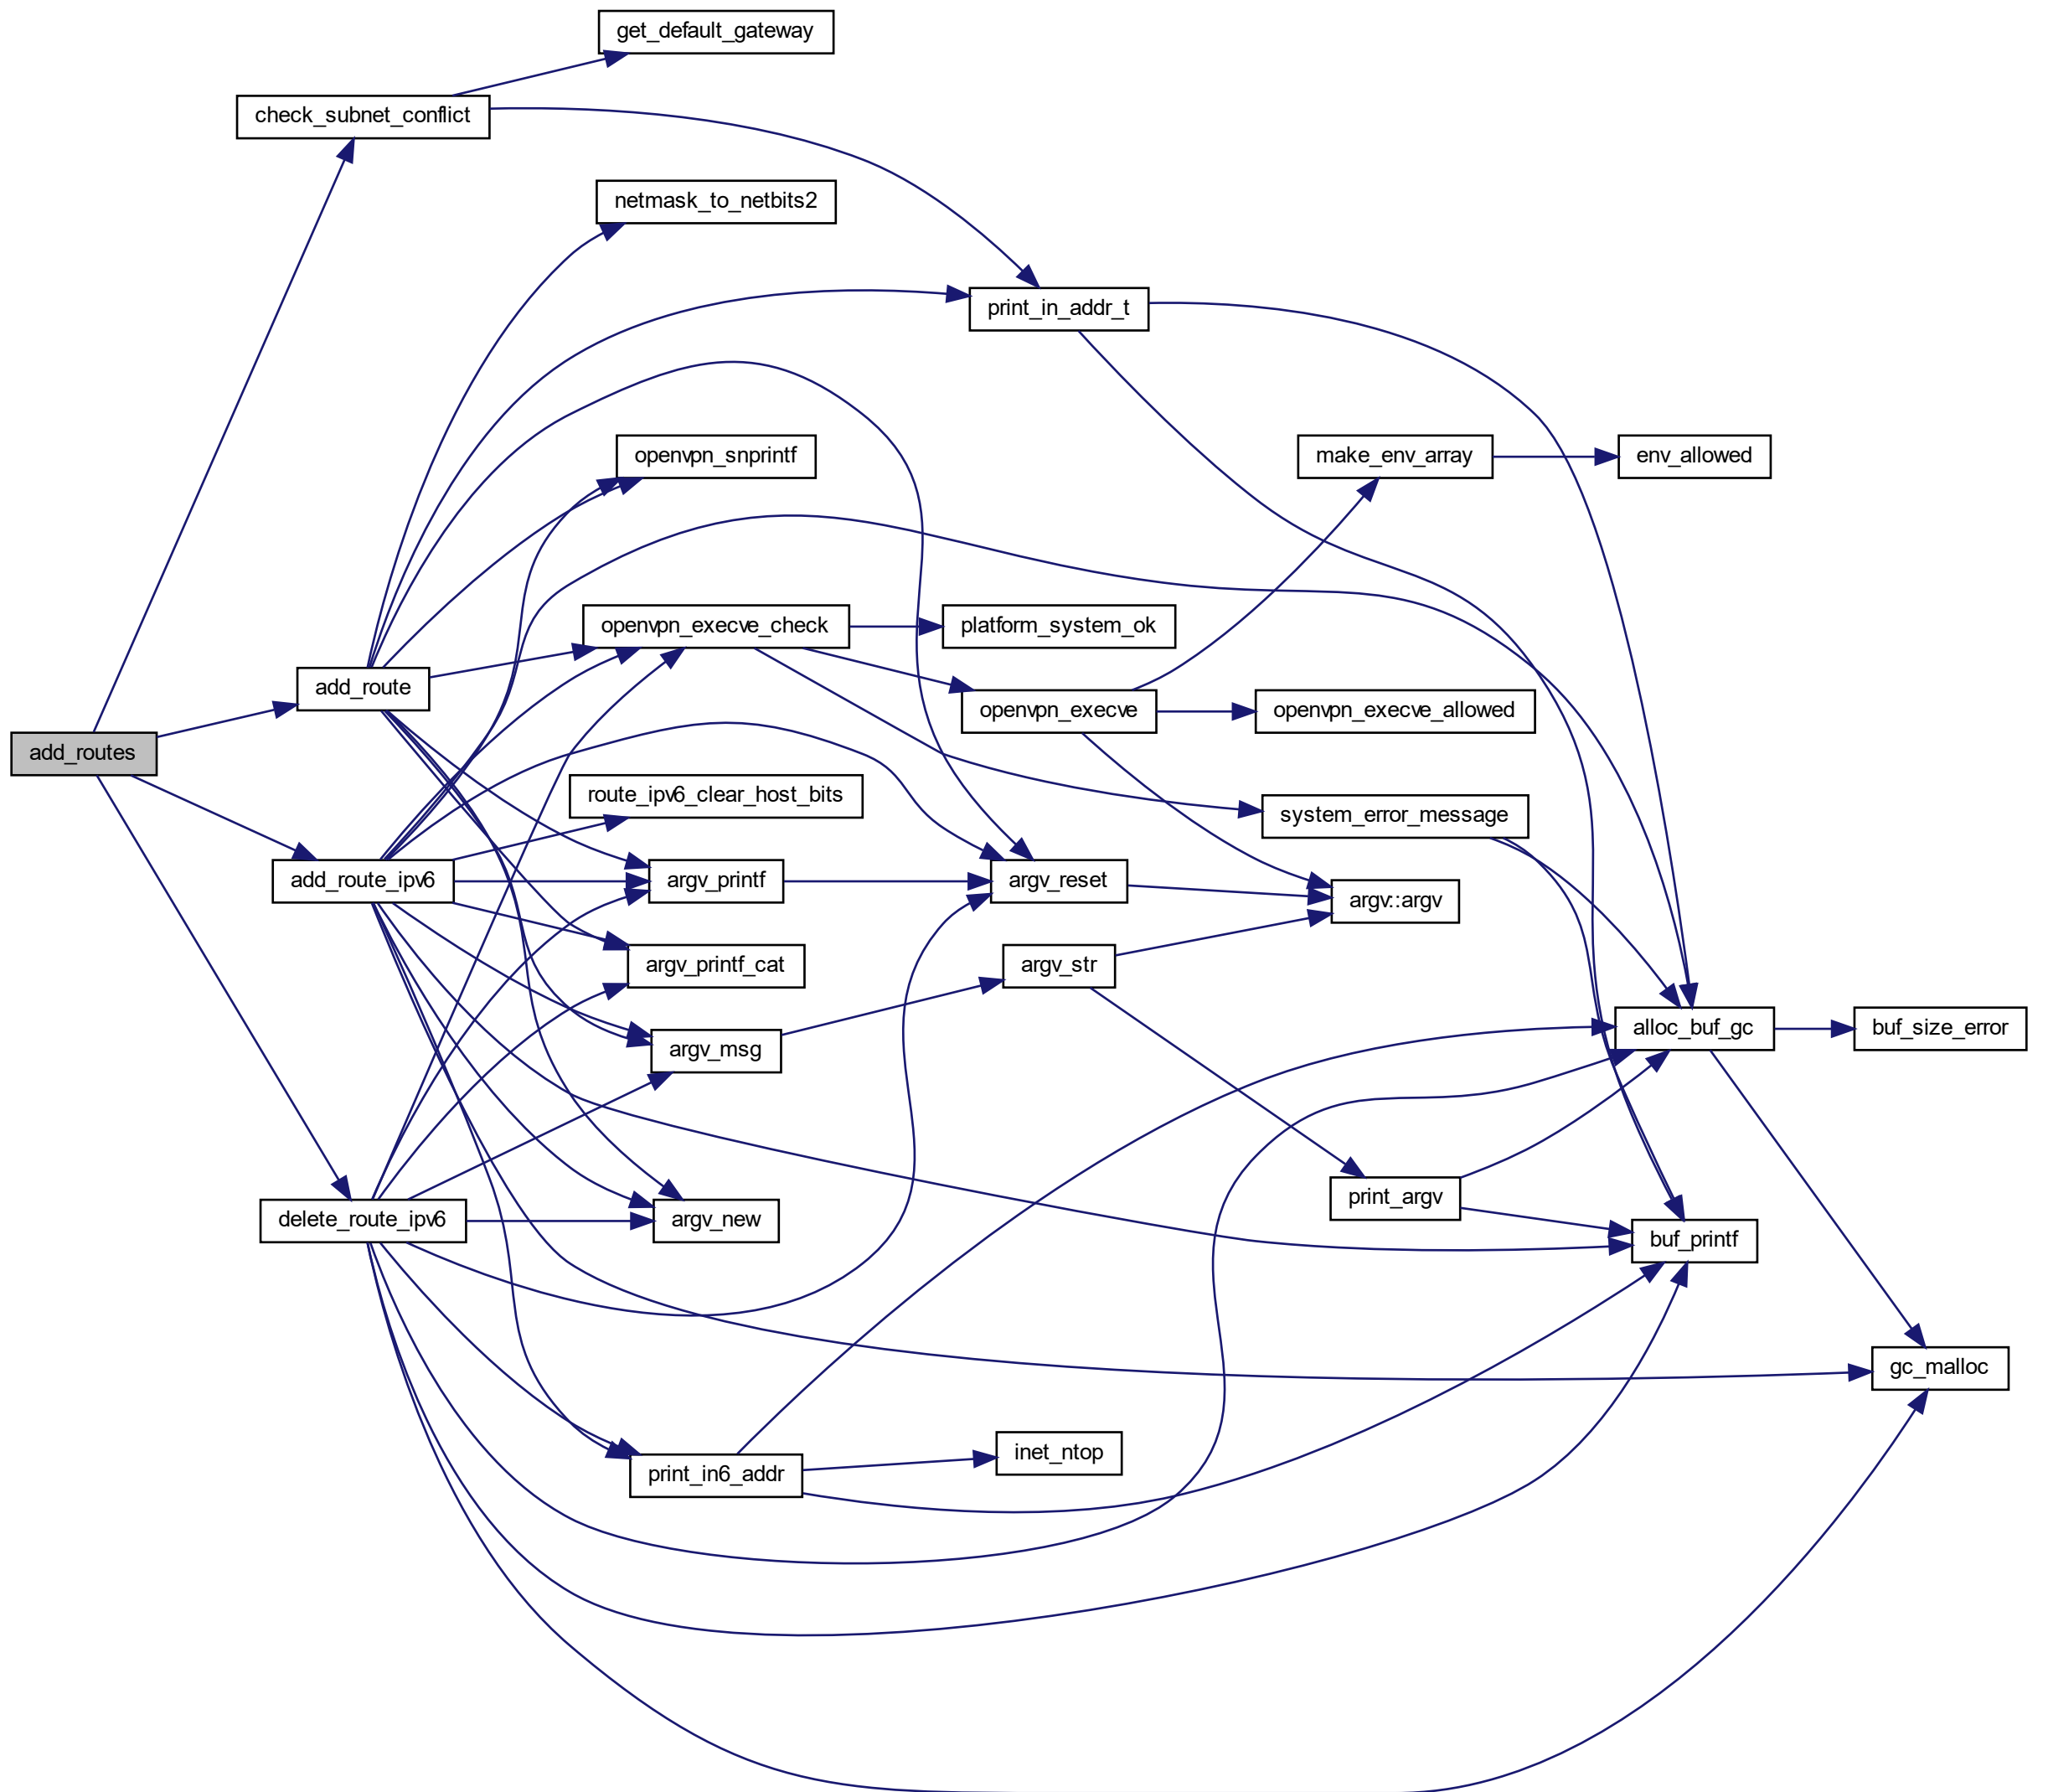 get_default_gateway
check_subnet_conflict
netmask_to_netbits2
print_in_addr_t
openvpn_snprintf
make_env_array
env_allowed
openvpn_execve_check
platform_system_ok
add_route
openvpn_execve
openvpn_execve_allowed
add_routes
route_ipv6_clear_host_bits
system_error_message
add_route_ipv6
argv_printf
argv_reset
argv::argv
argv_printf_cat
argv_str
alloc_buf_gc
buf_size_error
argv_msg
print_argv
delete_route_ipv6
argv_new
buf_printf
gc_malloc
inet_ntop
print_in6_addr